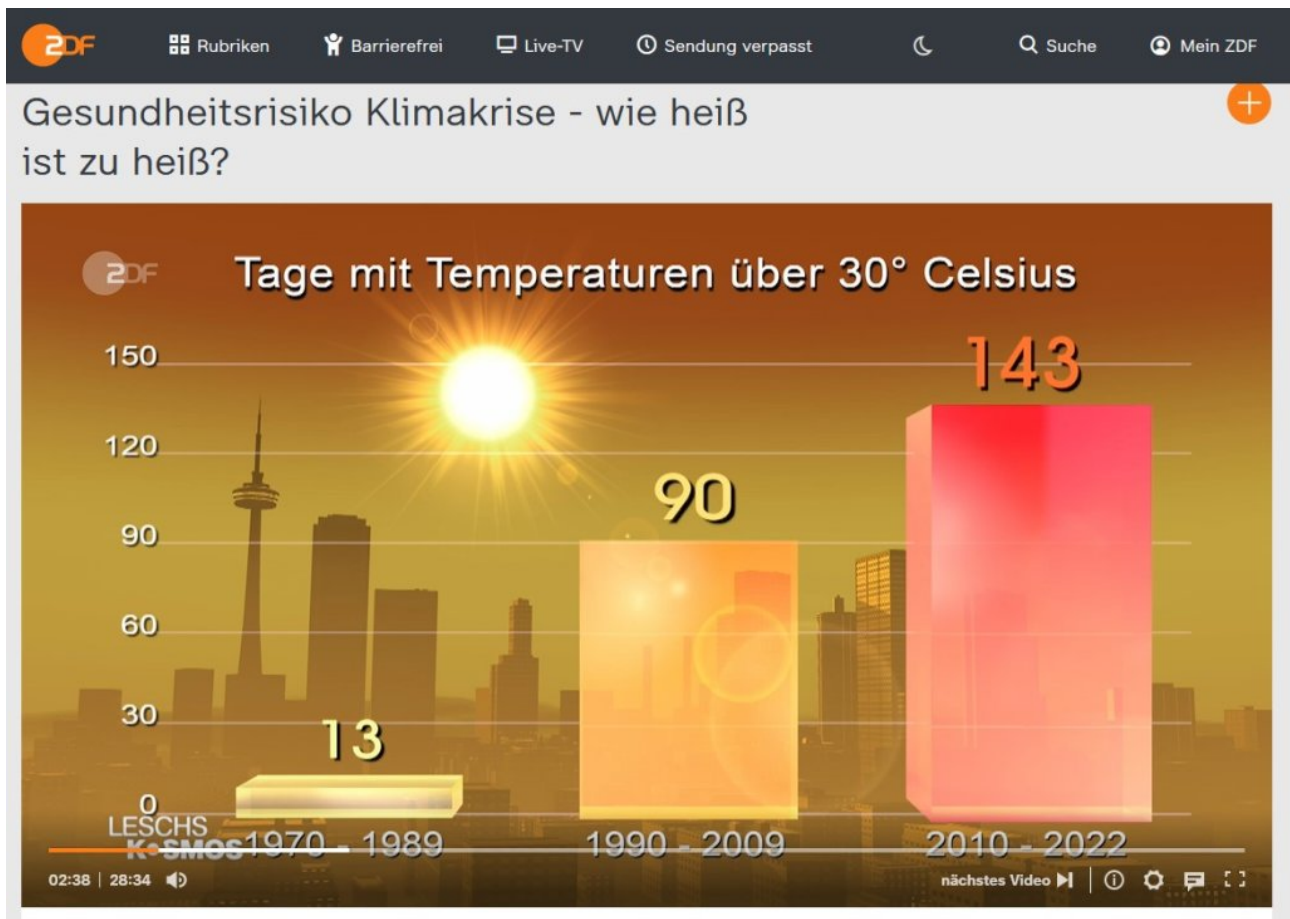 ZDF
Rubriken
Barrierefrei
Live-TV
Sendung verpasst
Suche
Mein ZDF
Gesundheitsrisiko Klimakrise - wie heiß
ist zu heiß?
ZDF
Tage mit Temperaturen über 30° Celsius
150
143
120
90
90
60
30
13
0
LESCHS
KOSMOS
1970 - 1989
1990 - 2009
2010 - 2022
02:38 | 28:34
nächstes Video